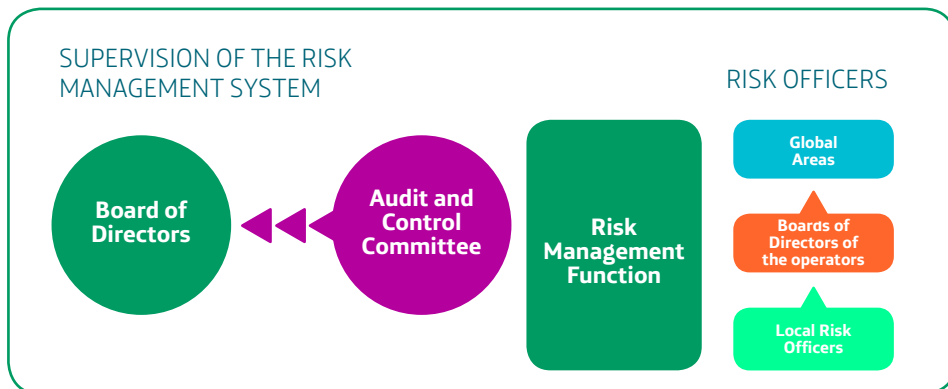 SUPERVISION OF THE RISK
MANAGEMENT SYSTEM
RISK OFFICERS
Board of
Directors
Audit and
Control
Committee
Risk
Management
Function
Global
Areas
Boards of
Directors of
the operators
Local Risk
Officers